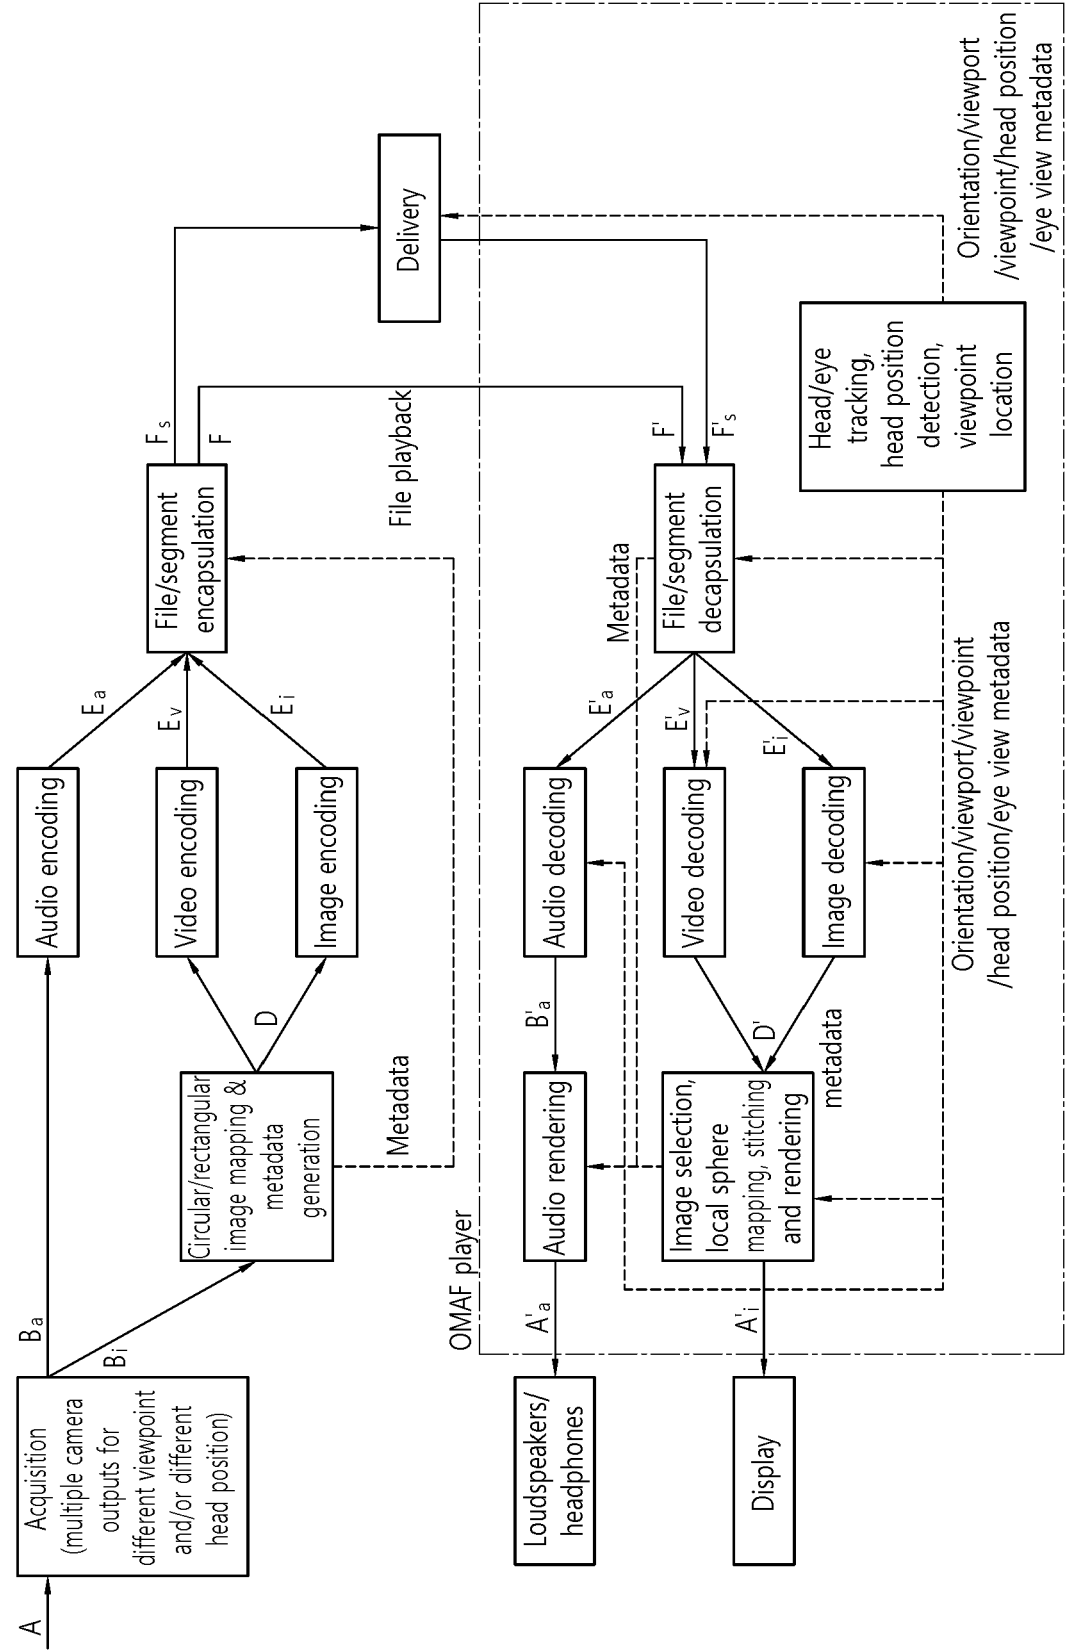 A
Acquisition
(multiple camera
outputs for
different viewpoint
and/or different
head position)
Ba
Bi
Circular/rectangular
image mapping &
metadata
generation
D
Metadata
Audio encoding
Video encoding
Image encoding
Ea
Ev
Ei
File/segment
encapsulation
Fs
F
File playback
Delivery
OMAF player
Loudspeakers/
headphones
Display
A'a
A'i
Audio rendering
Image selection,
local sphere
mapping, stitching
and rendering
B'a
D'
metadata
Audio decoding
Video decoding
Image decoding
E'a
E'v
E'i
Metadata
File/segment
decapsulation
F'
F's
Orientation/viewport/viewpoint
/head position/eye view metadata
Head/eye
tracking,
head position
detection,
viewpoint
location
Orientation/viewport
/viewpoint/head position
/eye view metadata